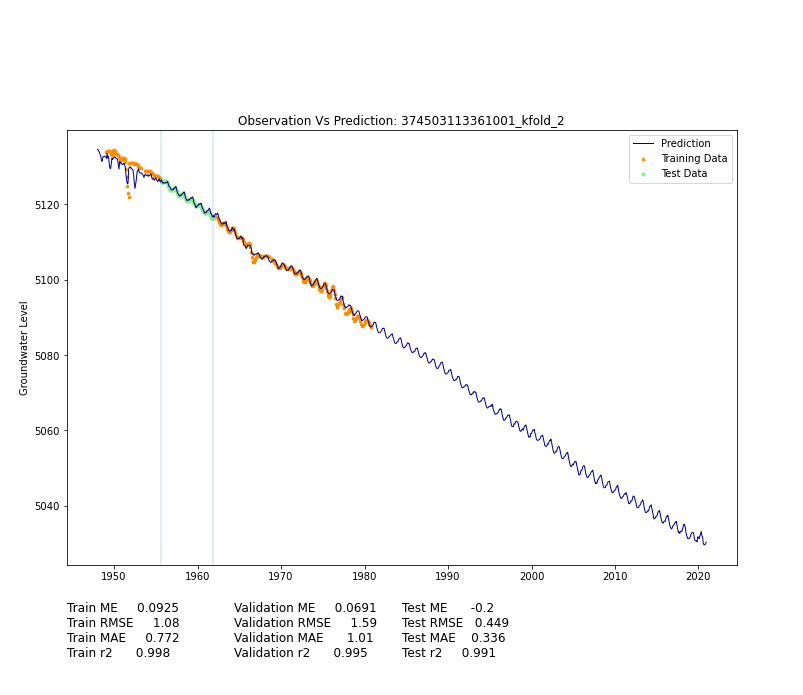 Observation Vs Prediction: 374503113361001_kfold_2
Prediction
Training Data
Test Data
Groundwater Level
5120
5100
5080
5060
5040
1950 1960 1970 1980 1990 2000 2010 2020
Train ME 0.0925 Validation ME 0.0691 Test ME -0.2
Train RMSE 1.08 Validation RMSE 1.59 Test RMSE 0.449
Train MAE 0.772 Validation MAE 1.01 Test MAE 0.336
Train r2 0.998 Validation r2 0.995 Test r2 0.991